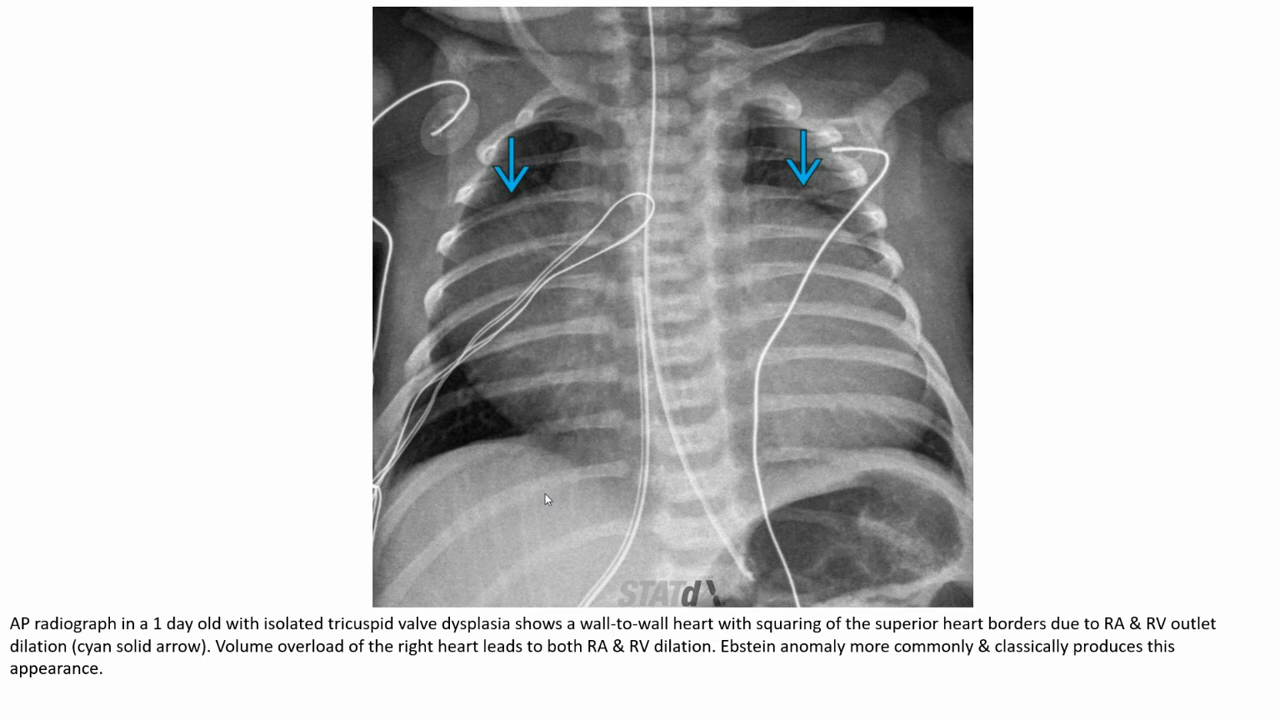 STATdx
AP radiograph in a 1 day old with isolated tricuspid valve dysplasia shows a wall-to-wall heart with squaring of the superior heart borders due to RA & RV outlet
dilation (cyan solid arrow). Volume overload of the right heart leads to both RA & RV dilation. Ebstein anomaly more commonly & classically produces this
appearance.